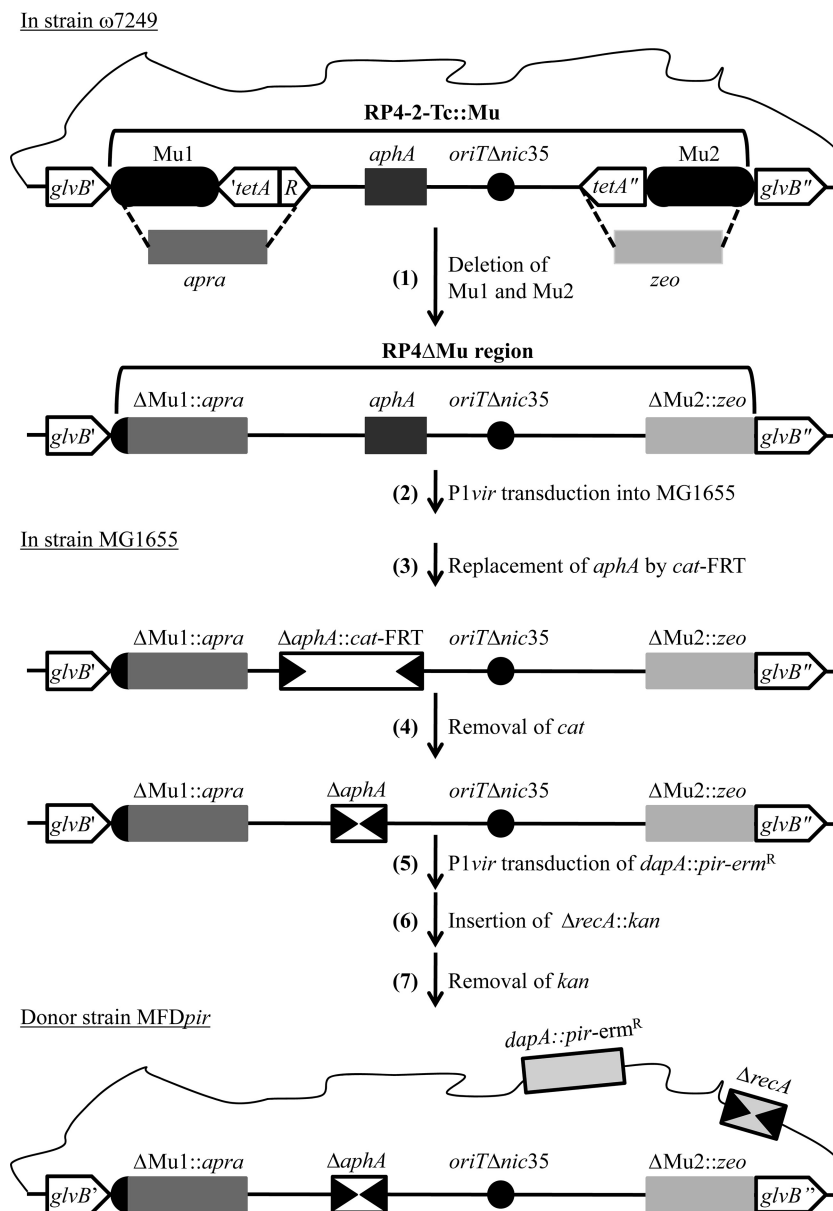 In strain ω7249
RP4-2-Tc::Mu
Mu1 aphA oriTΔnic35 Mu2
glvB' 'tetA R tetA" glvB"
apra (1) Deletion of Mu1 and Mu2 zeo
RP4ΔMu region
ΔMu1::apra aphA oriTΔnic35 ΔMu2::zeo
glvB' glvB"
(2) P1vir transduction into MG1655
In strain MG1655
(3) Replacement of aphA by cat-FRT
ΔMu1::apra ΔaphA::cat-FRT oriTΔnic35 ΔMu2::zeo
glvB' glvB"
(4) Removal of cat
ΔMu1::apra ΔaphA oriTΔnic35 ΔMu2::zeo
glvB' glvB"
(5) P1vir transduction of dapA::pir-ermᴿ
(6) Insertion of ΔrecA::kan
(7) Removal of kan
Donor strain MFDpir
dapA::pir-ermᴿ
ΔrecA
ΔMu1::apra ΔaphA oriTΔnic35 ΔMu2::zeo
glvB’ glvB’’